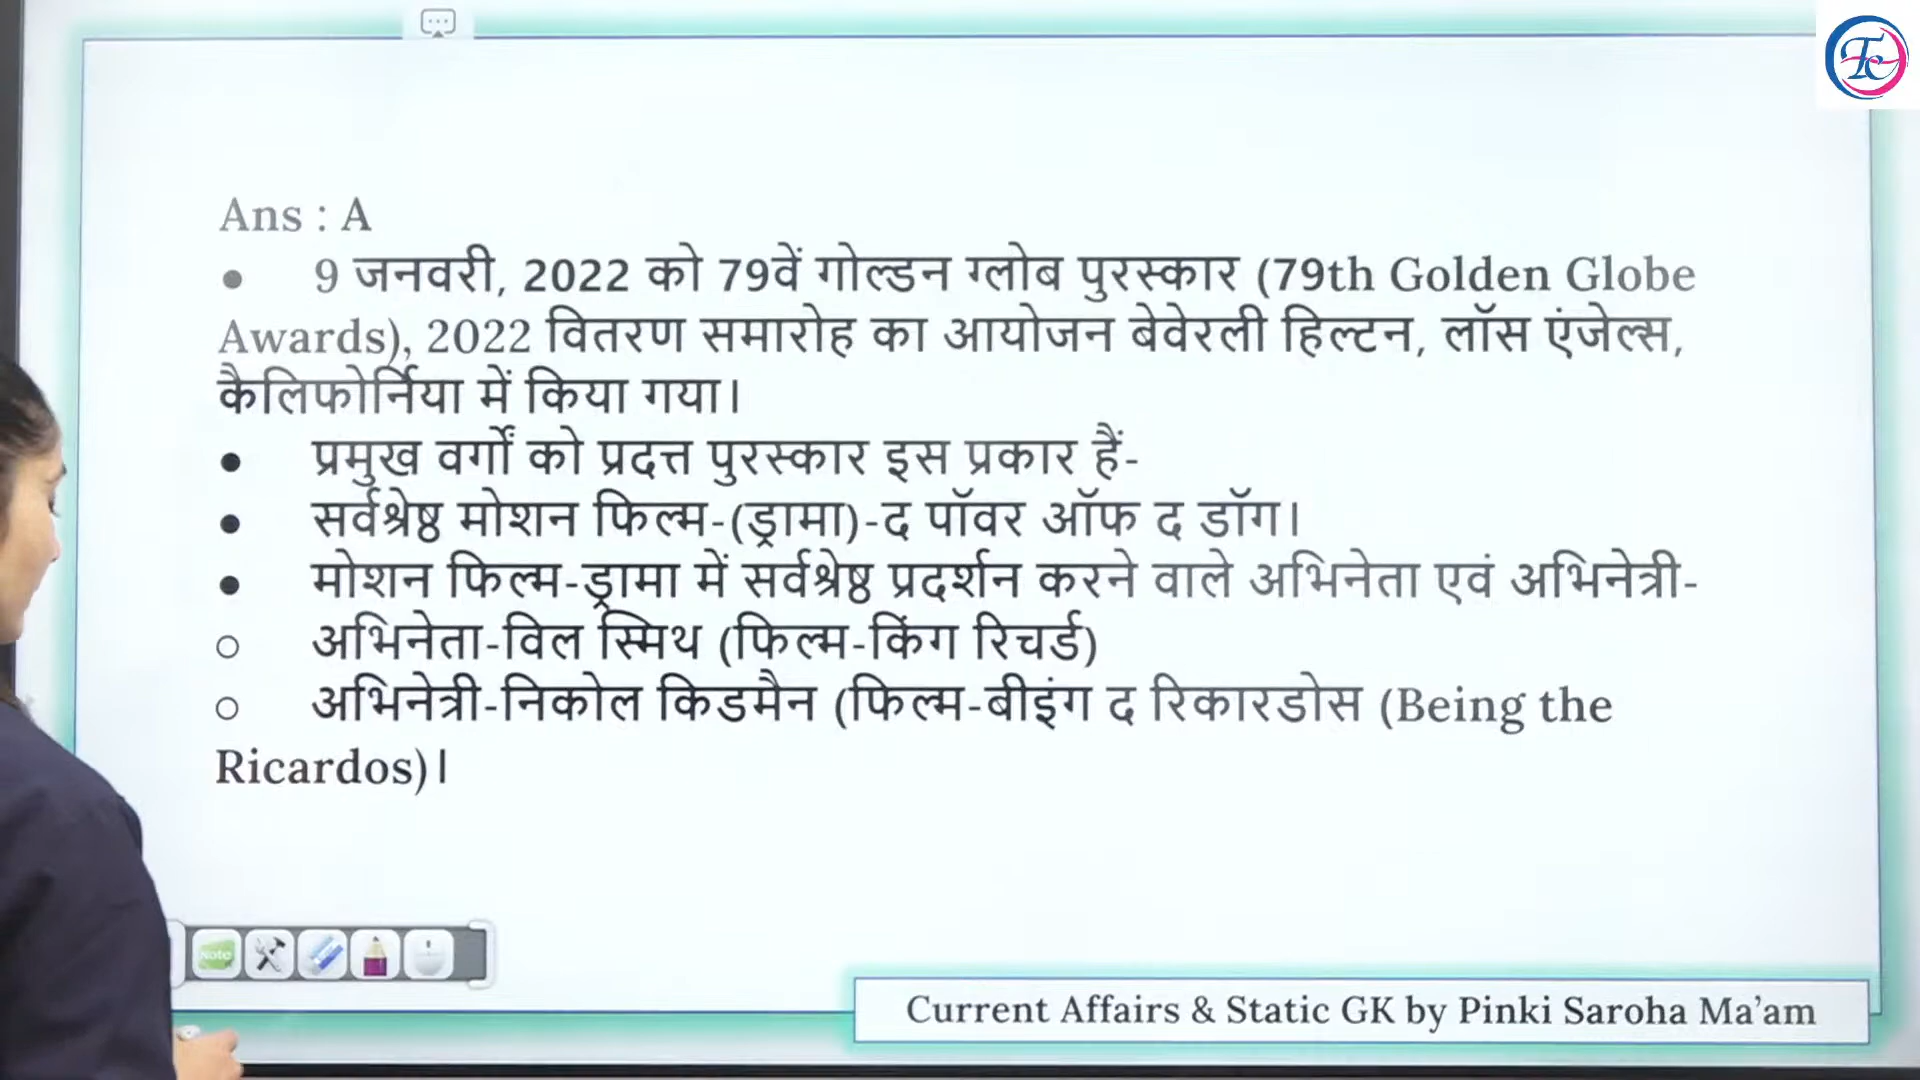 Ans : A
● 9 जनवरी, 2022 को 79वें गोल्डन ग्लोब पुरस्कार (79th Golden Globe
Awards), 2022 वितरण समारोह का आयोजन बेवेरली हिल्टन, लॉस एंजेल्स,
कैलिफोर्निया में किया गया।
● प्रमुख वर्गों को प्रदत्त पुरस्कार इस प्रकार हैं-
● सर्वश्रेष्ठ मोशन फिल्म-(ड्रामा)-द पॉवर ऑफ द डॉग।
● मोशन फिल्म-ड्रामा में सर्वश्रेष्ठ प्रदर्शन करने वाले अभिनेता एवं अभिनेत्री-
○ अभिनेता-विल स्मिथ (फिल्म-किंग रिचर्ड)
○ अभिनेत्री-निकोल किडमैन (फिल्म-बीइंग द रिकारडोस (Being the
Ricardos)।
Note
Current Affairs & Static GK by Pinki Saroha Ma’am
Tc